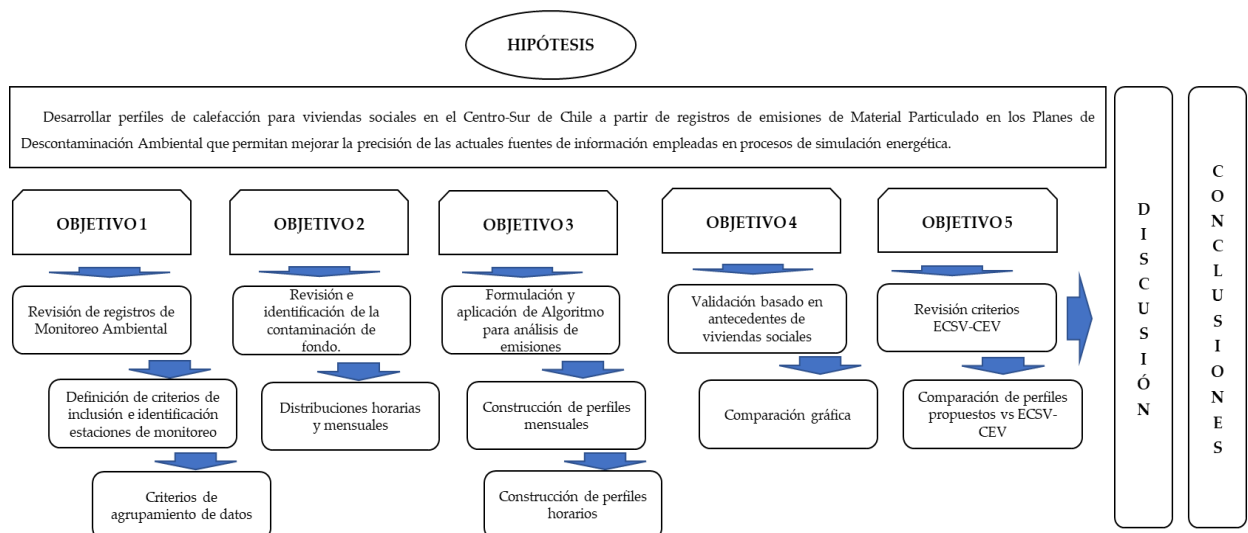 HIPÓTESIS
Desarrollar perfiles de calefacción para viviendas sociales en el Centro-Sur de Chile a partir de registros de emisiones de Material Particulado en los Planes de
Descontaminación Ambiental que permitan mejorar la precisión de las actuales fuentes de información empleadas en procesos de simulación energética.
OBJETIVO 1
Revisión de registros de
Monitoreo Ambiental
Definición de criterios de
inclusión e identificación
estaciones de monitoreo
Criterios de
agrupamiento de datos
OBJETIVO 2
Revisión e
identificación de la
contaminación de
fondo.
Distribuciones horarias
y mensuales
OBJETIVO 3
Formulación y
aplicación de Algoritmo
para análisis de
emisiones
Construcción de perfiles
mensuales
Construcción de perfiles
horarios
OBJETIVO 4
Validación basado en
antecedentes de
viviendas sociales
Comparación gráfica
OBJETIVO 5
Revisión criterios
ECSV-CEV
Comparación de perfiles
propuestos vs ECSV-
CEV
DISCUSIÓN
CONCLUSIONES